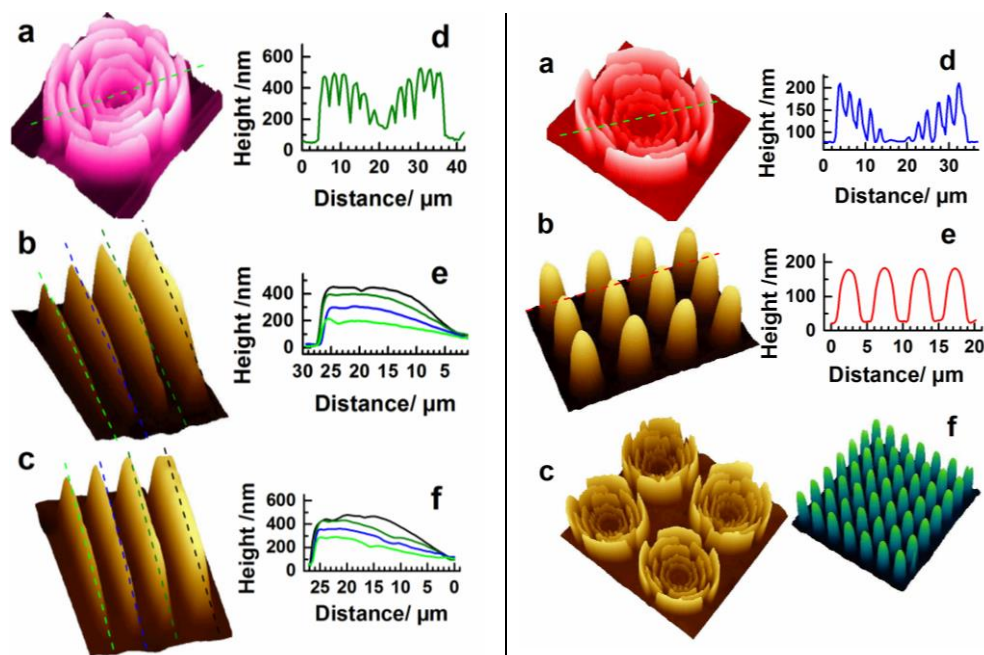 a
d
Height /nm
600
400
200
0
0 10 20 30 40
Distance/ µm
b
e
Height /nm
400
200
0
30 25 20 15 10 5
Distance/ µm
c
f
Height /nm
600
400
200
0
25 20 15 10 5 0
Distance/ µm
a
d
Height /nm
200
150
100
0 10 20 30
Distance/ µm
b
e
Height /nm
200
100
0
0 5 10 15 20
Distance/ µm
c
f